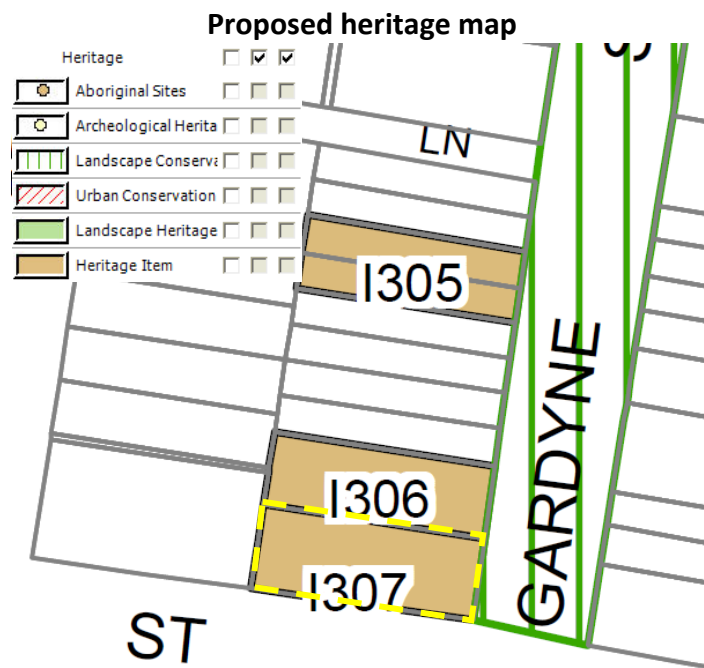 Proposed heritage map
Heritage
Aboriginal Sites
Archeological Herita
Landscape Conserva
Urban Conservation
Landscape Heritage
Heritage Item
LN
I305
GARDYNE
I306
I307
ST